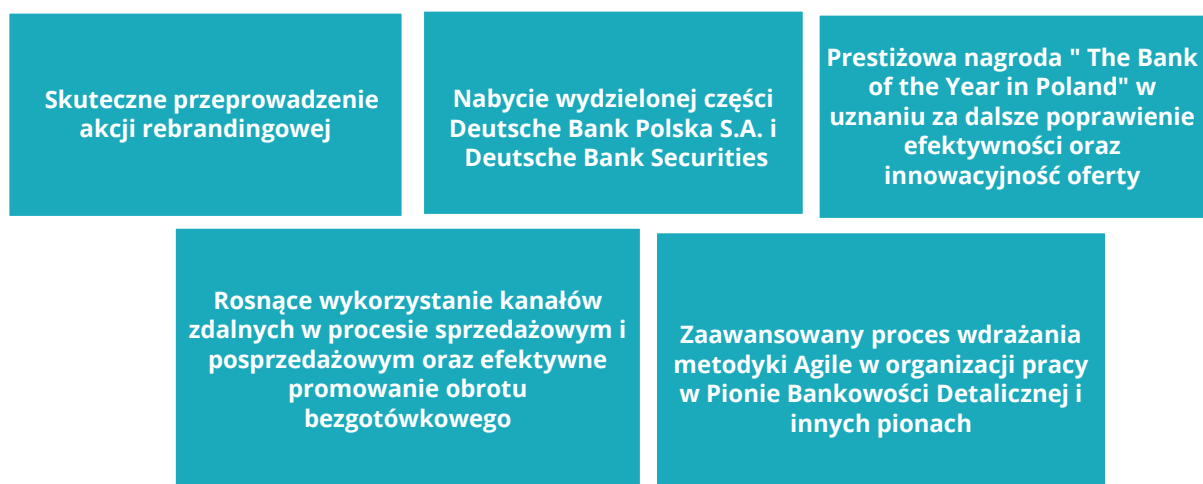 Skuteczne przeprowadzenie
akcji rebrandingowej
Nabycie wydzielonej części
Deutsche Bank Polska S.A. i
Deutsche Bank Securities
Prestiżowa nagroda " The Bank
of the Year in Poland" w
uznaniu za dalsze poprawienie
efektywności oraz
innowacyjność oferty
Rosnące wykorzystanie kanałów
zdalnych w procesie sprzedażowym i
posprzedażowym oraz efektywne
promowanie obrotu
bezgotówkowego
Zaawansowany proces wdrażania
metodyki Agile w organizacji pracy
w Pionie Bankowości Detalicznej i
innych pionach